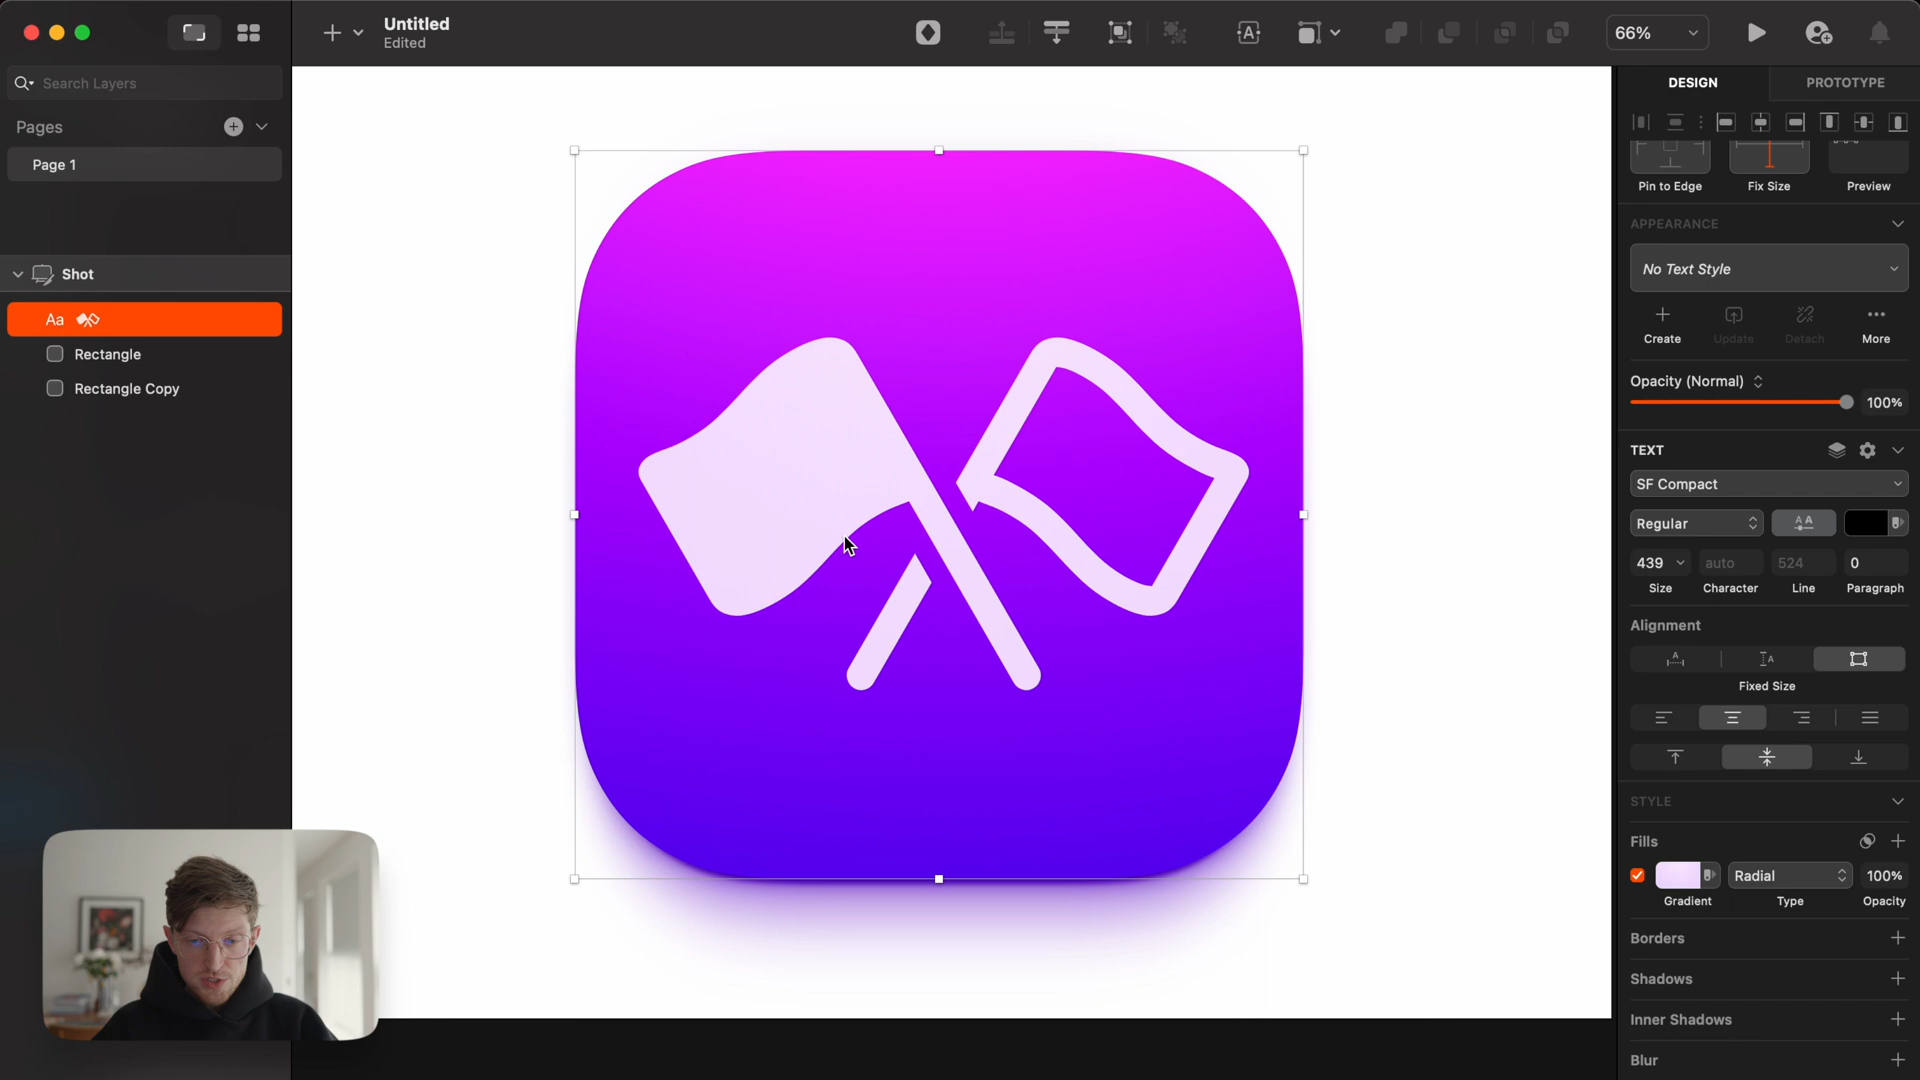 Untitled
Edited
66%
Search Layers
Pages
Page 1
Shot
Aa
Rectangle
Rectangle Copy
DESIGN
PROTOTYPE
Pin to Edge
Fix Size
Preview
APPEARANCE
No Text Style
Create
Update
Detach
More
Opacity (Normal)
100%
TEXT
SF Compact
Regular
439
auto
524
0
Size
Character
Line
Paragraph
Alignment
Fixed Size
STYLE
Fills
Radial
100%
Gradient
Type
Opacity
Borders
Shadows
Inner Shadows
Blur